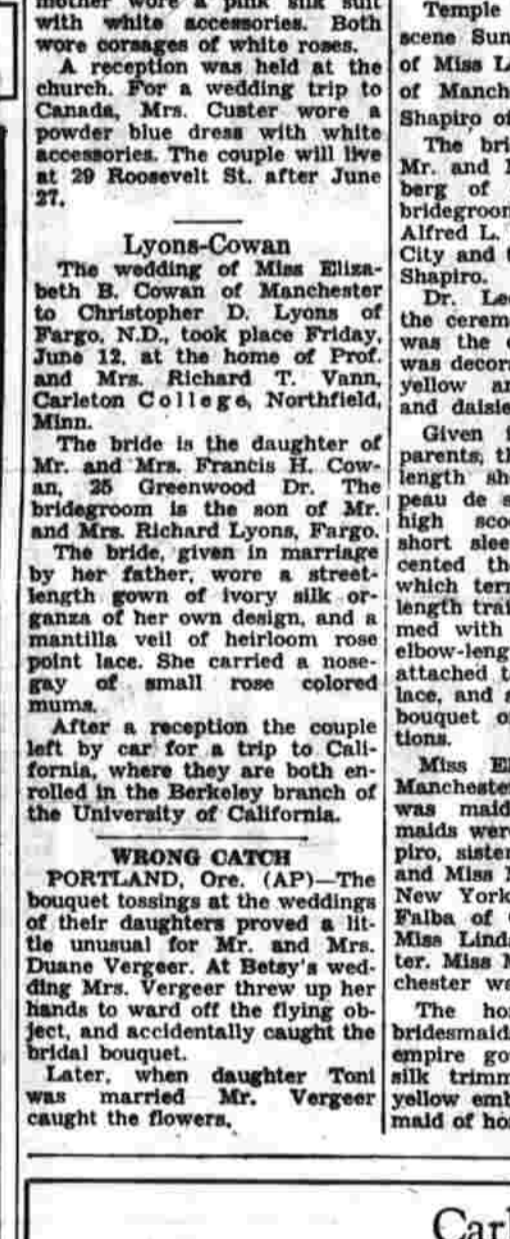 mother wore a pink silk suit
with white accessories. Both
wore corsages of white roses.
A reception was held at the
church. For a wedding trip to
Canada, Mrs. Custer wore a
powder blue dress with white
accessories. The couple will live
at 29 Roosevelt St. after June
27.
Lyons-Cowan
The wedding of Miss Eliza-
beth B. Cowan of Manchester
to Christopher D. Lyons of
Fargo, N.D., took place Friday,
June 12, at the home of Prof.
and Mrs. Richard T. Vann,
Carleton College, Northfield,
Minn.
The bride is the daughter of
Mr. and Mrs. Francis H. Cow-
an, 25 Greenwood Dr. The
bridegroom is the son of Mr.
and Mrs. Richard Lyons, Fargo.
The bride, given in marriage
by her father, wore a street-
length gown of ivory silk or-
ganza of her own design, and a
mantilla veil of heirloom rose
point lace. She carried a nose-
gay of small rose colored
mums.
After a reception the couple
left by car for a trip to Cali-
fornia, where they are both en-
rolled in the Berkeley branch of
the University of California.
WRONG CATCH
PORTLAND, Ore. (AP)—The
bouquet tossings at the weddings
of their daughters proved a lit-
tle unusual for Mr. and Mrs.
Duane Vergeer. At Betsy's wed-
ding Mrs. Vergeer threw up her
hands to ward off the flying ob-
ject, and accidentally caught the
bridal bouquet.
Later, when daughter Toni
was married Mr. Vergeer
caught the flowers.
Temple
scene Sun
of Miss L
of Manch
Shapiro of
The bri
Mr. and
berg of
bridegroom
Alfred L.
City and
Shapiro.
Dr. Le
the cerem
was the
was decor
yellow
and daisie
Given
parents, th
length sh
peau de s
high scoo
short slee
cented th
which terr
length trai
med with
elbow-leng
attached t
lace, and
bouquet o
tions.
Miss El
Manchester
was maid
maids were
piro, sister
and Miss
New York
Falba of
Miss Linda
ter. Miss M
chester wa
The ho
bridesmaid
empire go
silk trimm
yellow emb
maid of ho
Carl